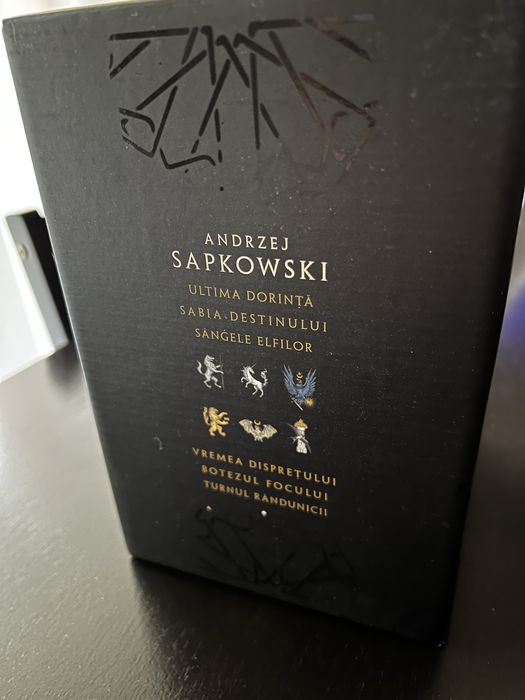 ANDRZEJ
SAPKOWSKI
ULTIMA DORINȚĂ
SABIA DESTINULUI
SÂNGELE ELFILOR
VREMEA DISPREȚULUI
BOTEZUL FOCULUI
TURNUL RÂNDUNICII